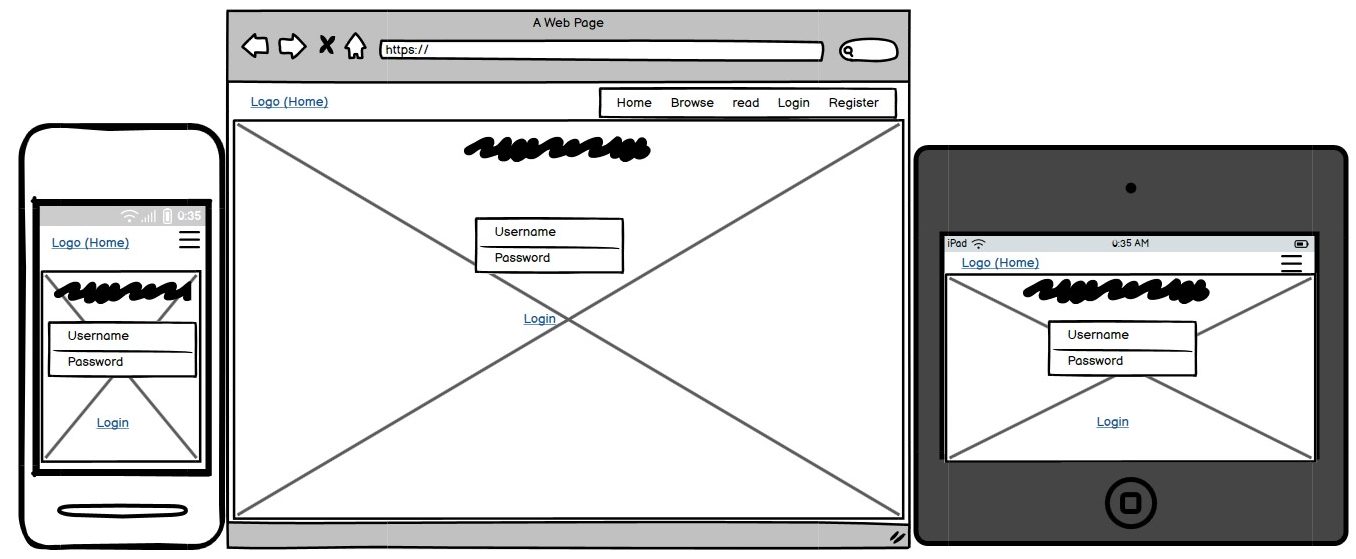 0:35
Logo (Home)
Username
Password
Login
A Web Page
https://
Logo (Home)
Home Browse read Login Register
Username
Password
Login
iPad 0:35 AM
Logo (Home)
Username
Password
Login